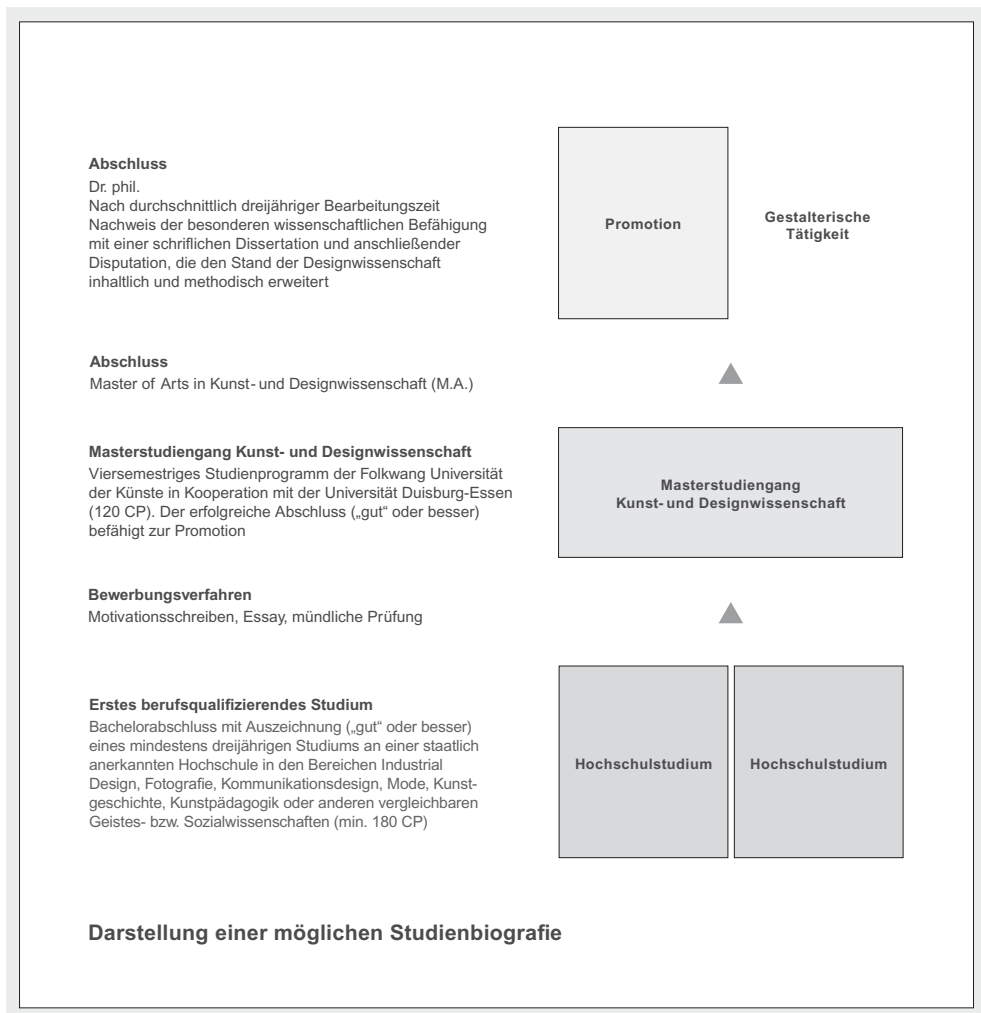 Abschluss
Dr. phil.
Nach durchschnittlich dreijähriger Bearbeitungszeit
Nachweis der besonderen wissenschaftlichen Befähigung
mit einer schriflichen Dissertation und anschließender
Disputation, die den Stand der Designwissenschaft
inhaltlich und methodisch erweitert
Promotion
Gestalterische
Tätigkeit
Abschluss
Master of Arts in Kunst- und Designwissenschaft (M.A.)
Masterstudiengang Kunst- und Designwissenschaft
Viersemestriges Studienprogramm der Folkwang Universität
der Künste in Kooperation mit der Universität Duisburg-Essen
(120 CP). Der erfolgreiche Abschluss („gut“ oder besser)
befähigt zur Promotion
Masterstudiengang
Kunst- und Designwissenschaft
Bewerbungsverfahren
Motivationsschreiben, Essay, mündliche Prüfung
Erstes berufsqualifizierendes Studium
Bachelorabschluss mit Auszeichnung („gut“ oder besser)
eines mindestens dreijährigen Studiums an einer staatlich
anerkannten Hochschule in den Bereichen Industrial
Design, Fotografie, Kommunikationsdesign, Mode, Kunst-
geschichte, Kunstpädagogik oder anderen vergleichbaren
Geistes- bzw. Sozialwissenschaften (min. 180 CP)
Hochschulstudium
Hochschulstudium
Darstellung einer möglichen Studienbiografie